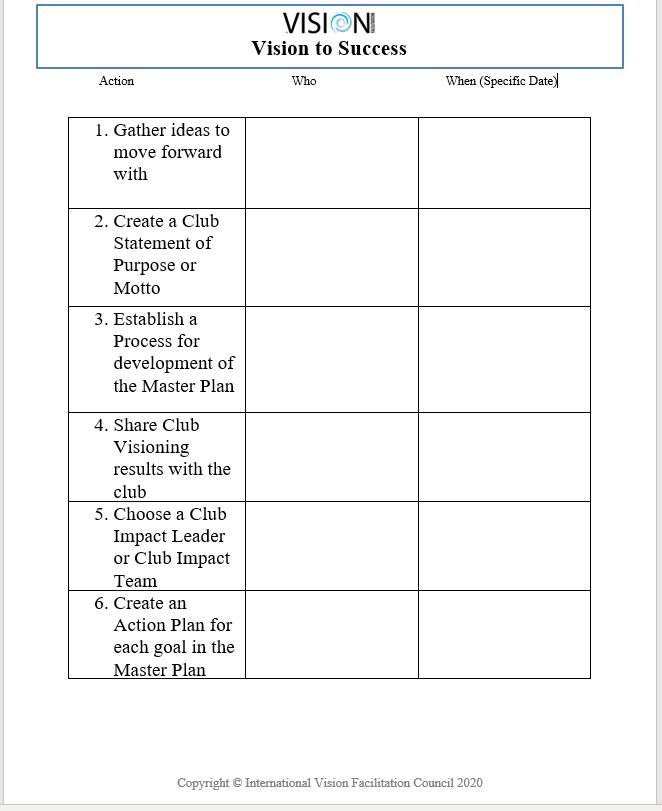 VISION
Vision to Success
Action Who When (Specific Date)
1. Gather ideas to
move forward
with
2. Create a Club
Statement of
Purpose or
Motto
3. Establish a
Process for
development of
the Master Plan
4. Share Club
Visioning
results with the
club
5. Choose a Club
Impact Leader
or Club Impact
Team
6. Create an
Action Plan for
each goal in the
Master Plan
Copyright © International Vision Facilitation Council 2020